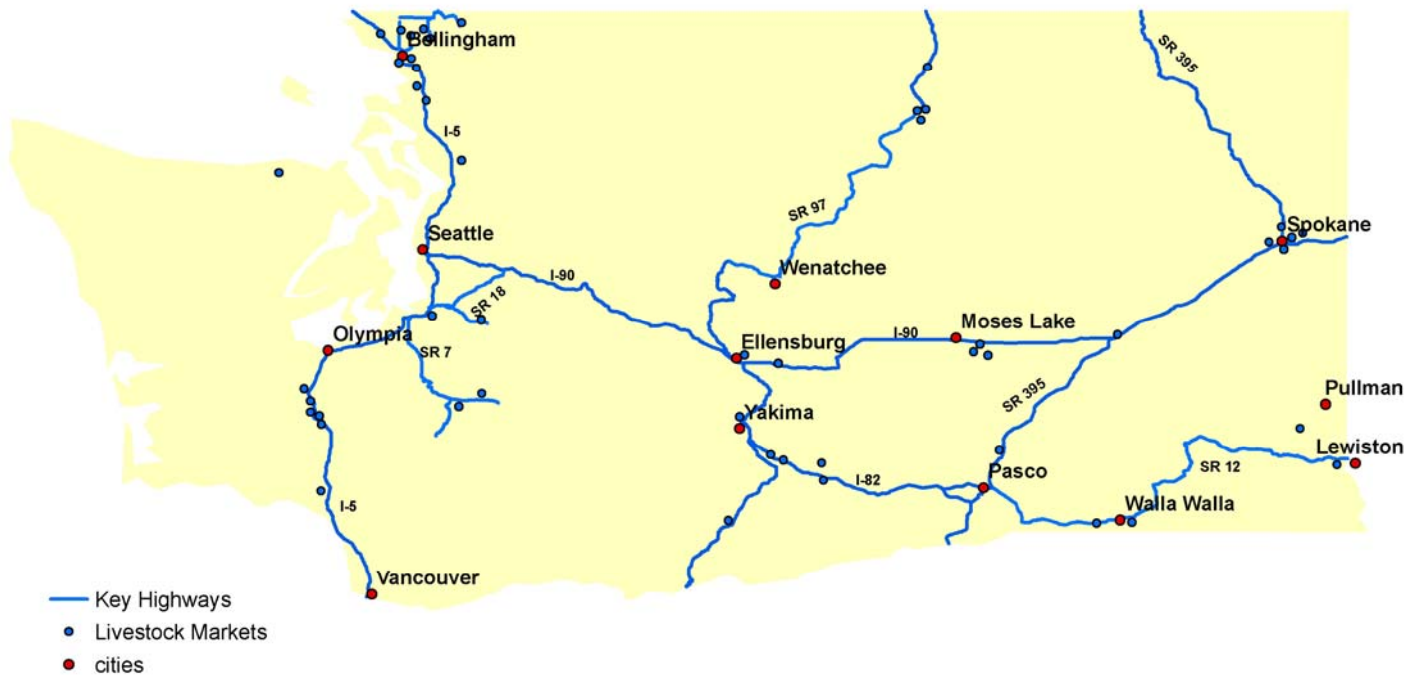 Bellingham
SR 395
I-5
SR 97
Seattle
Spokane
Wenatchee
I-90
SR 18
Olympia
SR 7
Ellensburg
I-90
Moses Lake
SR 395
Pullman
Yakima
Lewiston
Pasco
SR 12
I-82
Walla Walla
I-5
Vancouver
Key Highways
Livestock Markets
cities